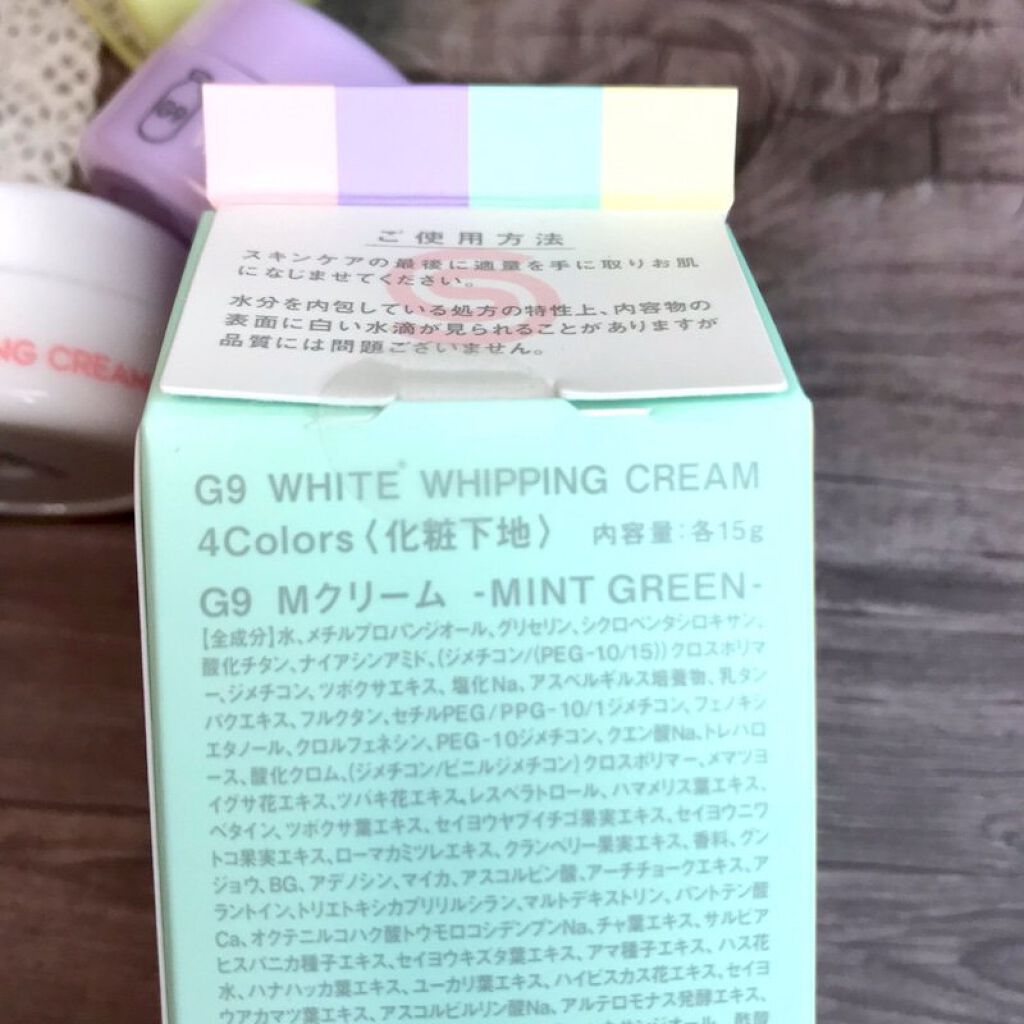 G9
NG CREAM
ご使用方法
スキンケアの最後に適量を手に取りお肌
になじませてください。
水分を内包している処方の特性上、内容物の
表面に白い水滴が見られることがありますが
品質には問題ございません。
G9 WHITE WHIPPING CREAM
4Colors〈化粧下地〉 内容量:各15g
G9 Mクリーム -MINT GREEN-
【全成分】水、メチルプロパンジオール、グリセリン、シクロペンタシロキサン、
酸化チタン、ナイアシンアミド、(ジメチコン/(PEG-10/15))クロスポリマ
ー、ジメチコン、ツボクサエキス、塩化Na、アスペルギルス培養物、乳タン
パクエキス、フルクタン、セチルPEG/PPG-10/1ジメチコン、フェノキシ
エタノール、クロルフェネシン、PEG-10ジメチコン、クエン酸Na、トレハロ
ース、酸化クロム、(ジメチコン/ビニルジメチコン)クロスポリマー、メマツヨ
イグサ花エキス、ツバキ花エキス、レスベラトロール、ハマメリス葉エキス、
ベタイン、ツボクサ葉エキス、セイヨウヤブイチゴ果実エキス、セイヨウニワ
トコ果実エキス、ローマカミツレエキス、クランベリー果実エキス、香料、グン
ジョウ、BG、アデノシン、マイカ、アスコルビン酸、アーチチョークエキス、ア
ラントイン、トリエトキシカプリリルシラン、マルトデキストリン、パントテン酸
Ca、オクテニルコハク酸トウモロコシデンプンNa、チャ葉エキス、サルビア
ヒスパニカ種子エキス、セイヨウキズタ葉エキス、アマ種子エキス、ハス花
水、ハナハッカ葉エキス、ユーカリ葉エキス、ハイビスカス花エキス、セイヨ
ウアカマツ葉エキス、アスコルビルリン酸Na、アルテロモナス発酵エキス、